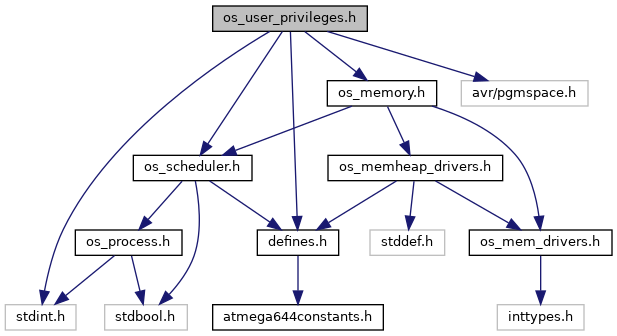 os_user_privileges.h
os_memory.h
avr/pgmspace.h
os_scheduler.h
os_memheap_drivers.h
os_process.h
defines.h
stddef.h
os_mem_drivers.h
stdint.h
stdbool.h
atmega644constants.h
inttypes.h